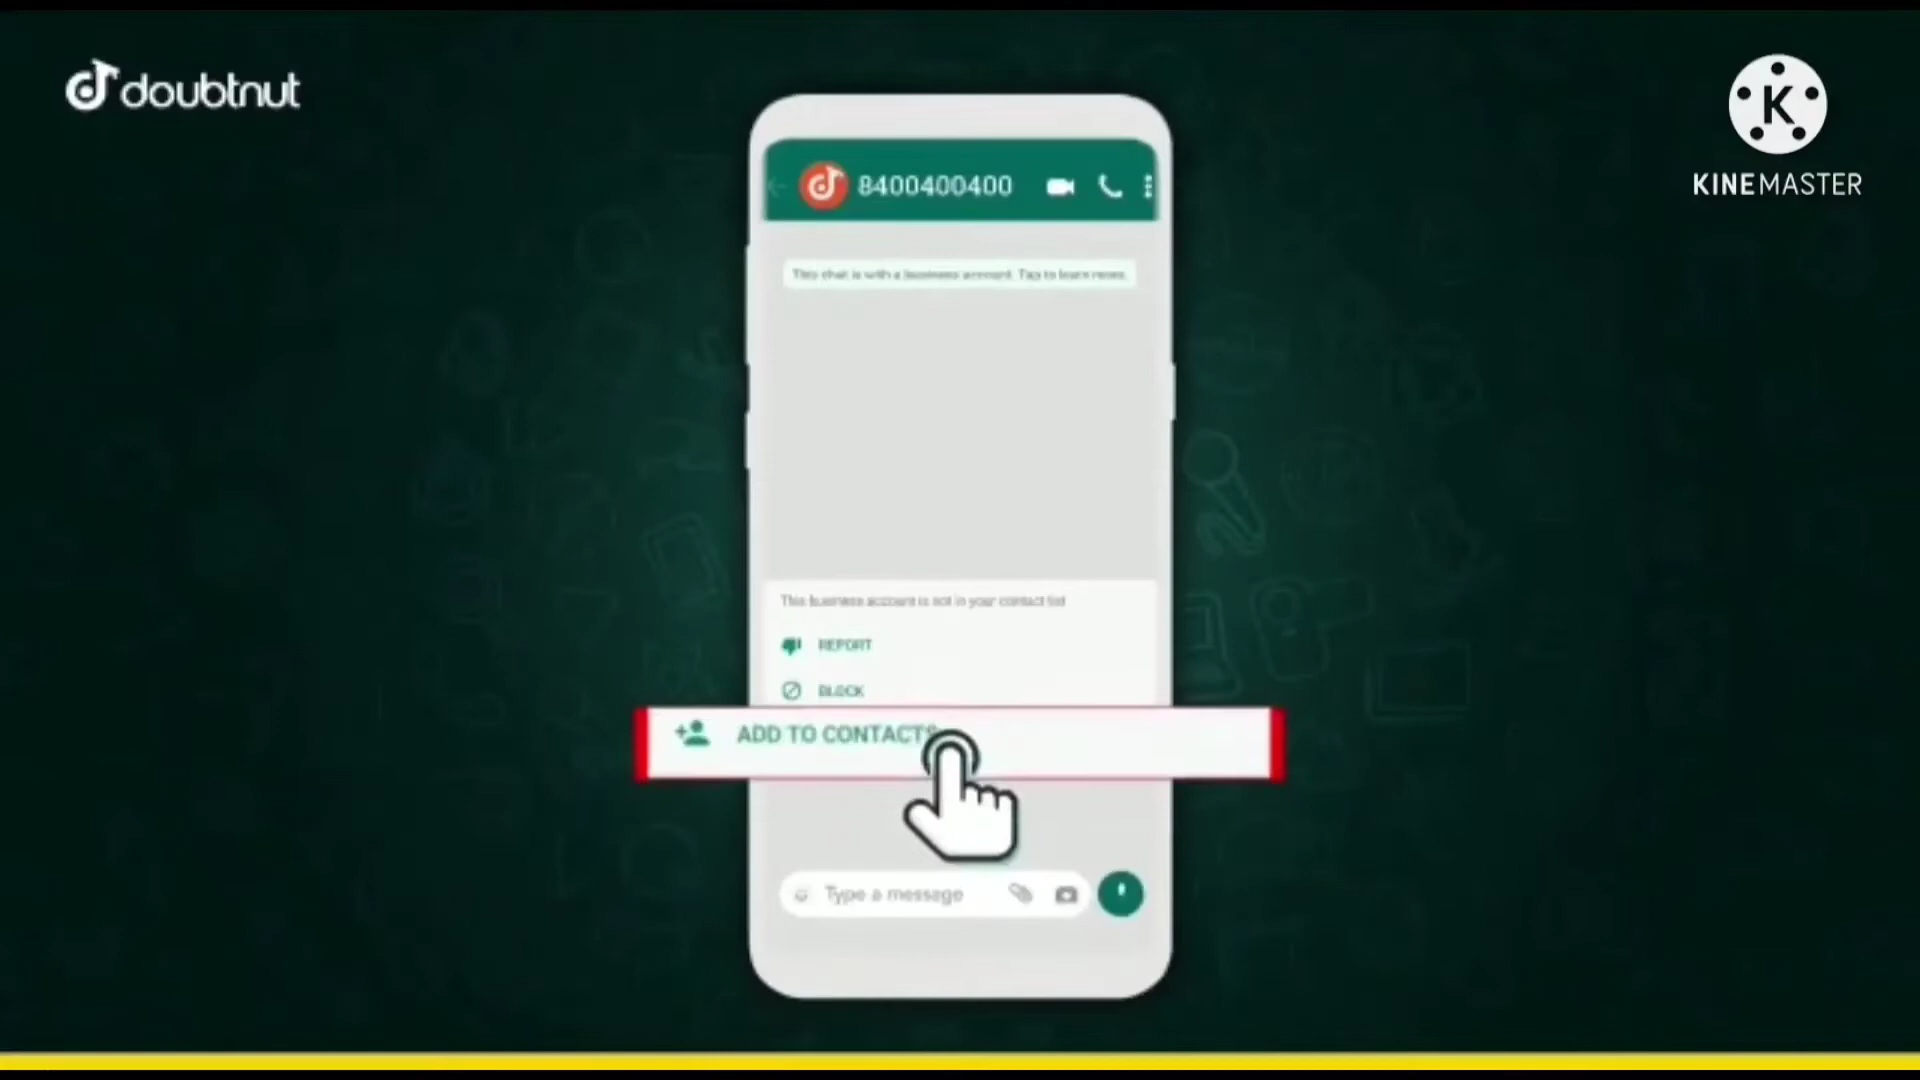 doubtnut
K
KINEMASTER
8400400400
This chat is with a business account. Tap to learn more.
This business account is not in your contact list
REPORT
BLOCK
ADD TO CONTACTS
Type a message